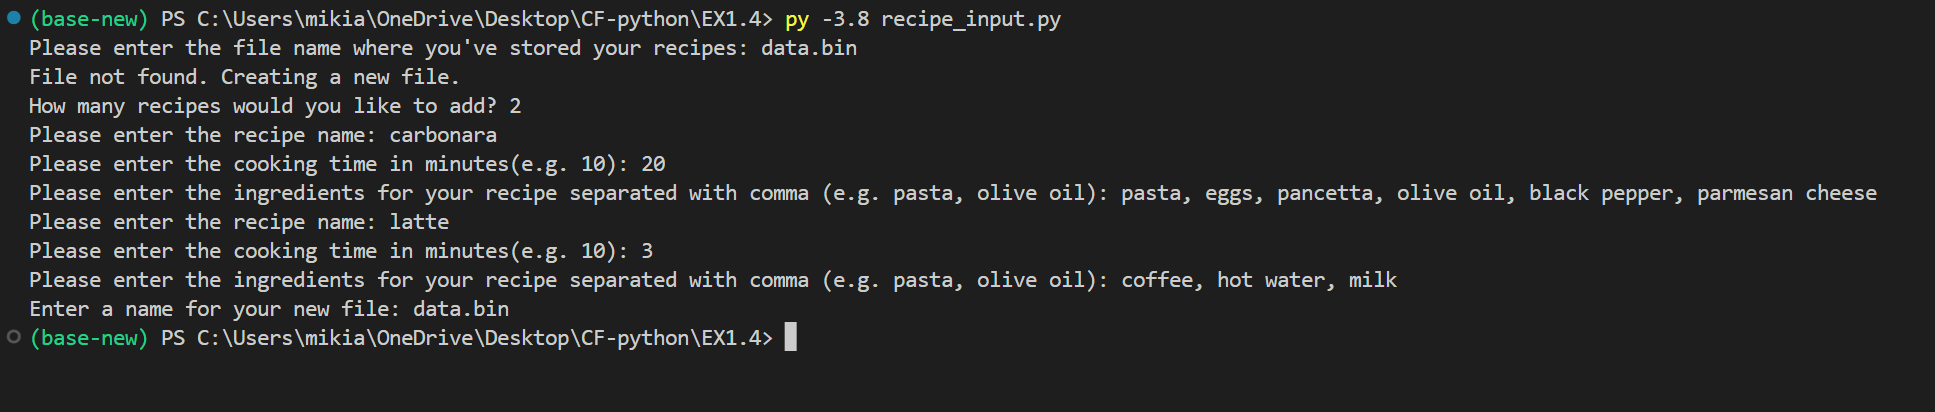 (base-new) PS C:\Users\mikia\OneDrive\Desktop\CF-python\EX1.4> py -3.8 recipe_input.py
Please enter the file name where you've stored your recipes: data.bin
File not found. Creating a new file.
How many recipes would you like to add? 2
Please enter the recipe name: carbonara
Please enter the cooking time in minutes(e.g. 10): 20
Please enter the ingredients for your recipe separated with comma (e.g. pasta, olive oil): pasta, eggs, pancetta, olive oil, black pepper, parmesan cheese
Please enter the recipe name: latte
Please enter the cooking time in minutes(e.g. 10): 3
Please enter the ingredients for your recipe separated with comma (e.g. pasta, olive oil): coffee, hot water, milk
Enter a name for your new file: data.bin
(base-new) PS C:\Users\mikia\OneDrive\Desktop\CF-python\EX1.4>